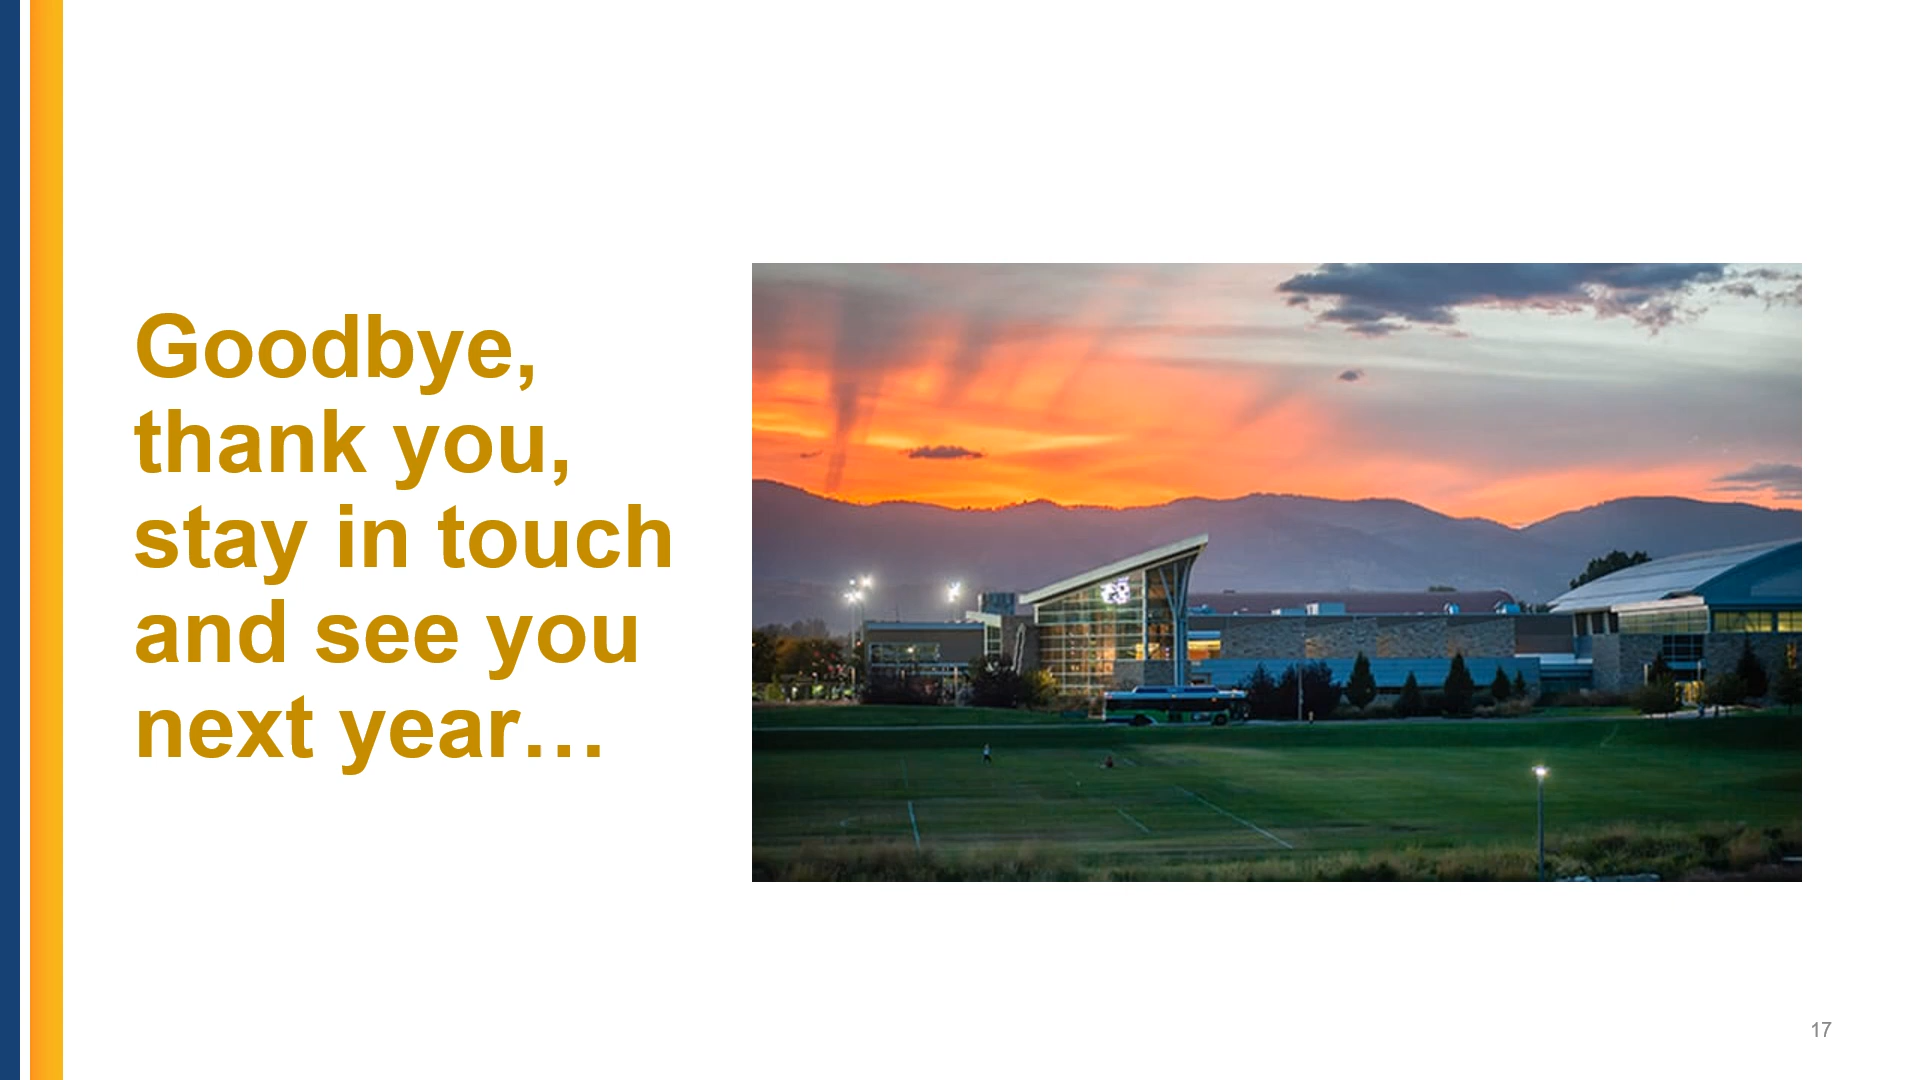 Goodbye,
thank you,
stay in touch
and see you
next year…
17